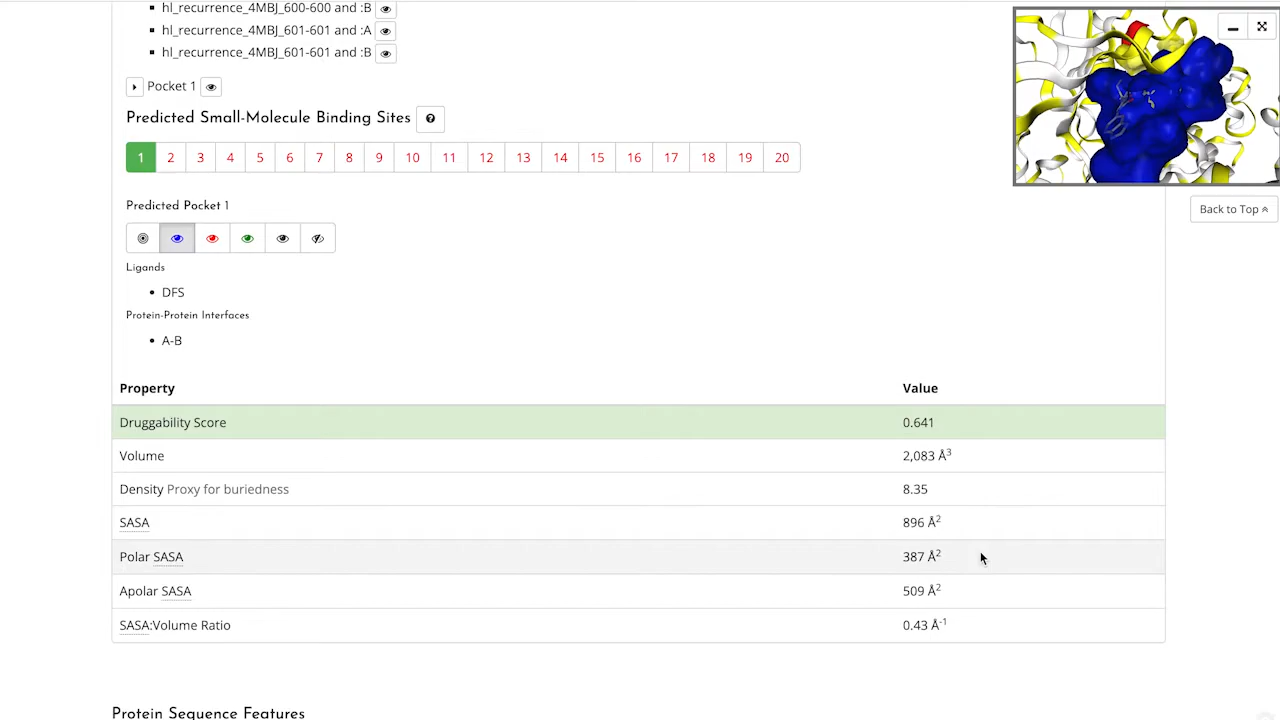 hl_recurrence_4MBJ_600-600 and :B
hl_recurrence_4MBJ_601-601 and :A
hl_recurrence_4MBJ_601-601 and :B
Pocket 1
Predicted Small-Molecule Binding Sites
1 2 3 4 5 6 7 8 9 10 11 12 13 14 15 16 17 18 19 20
Back to Top
Predicted Pocket 1
Ligands
DFS
Protein-Protein Interfaces
A-B
Property Value
Druggability Score 0.641
Volume 2,083 Å³
Density Proxy for buriedness 8.35
SASA 896 Å²
Polar SASA 387 Å²
Apolar SASA 509 Å²
SASA:Volume Ratio 0.43 Å⁻¹
Protein Sequence Features